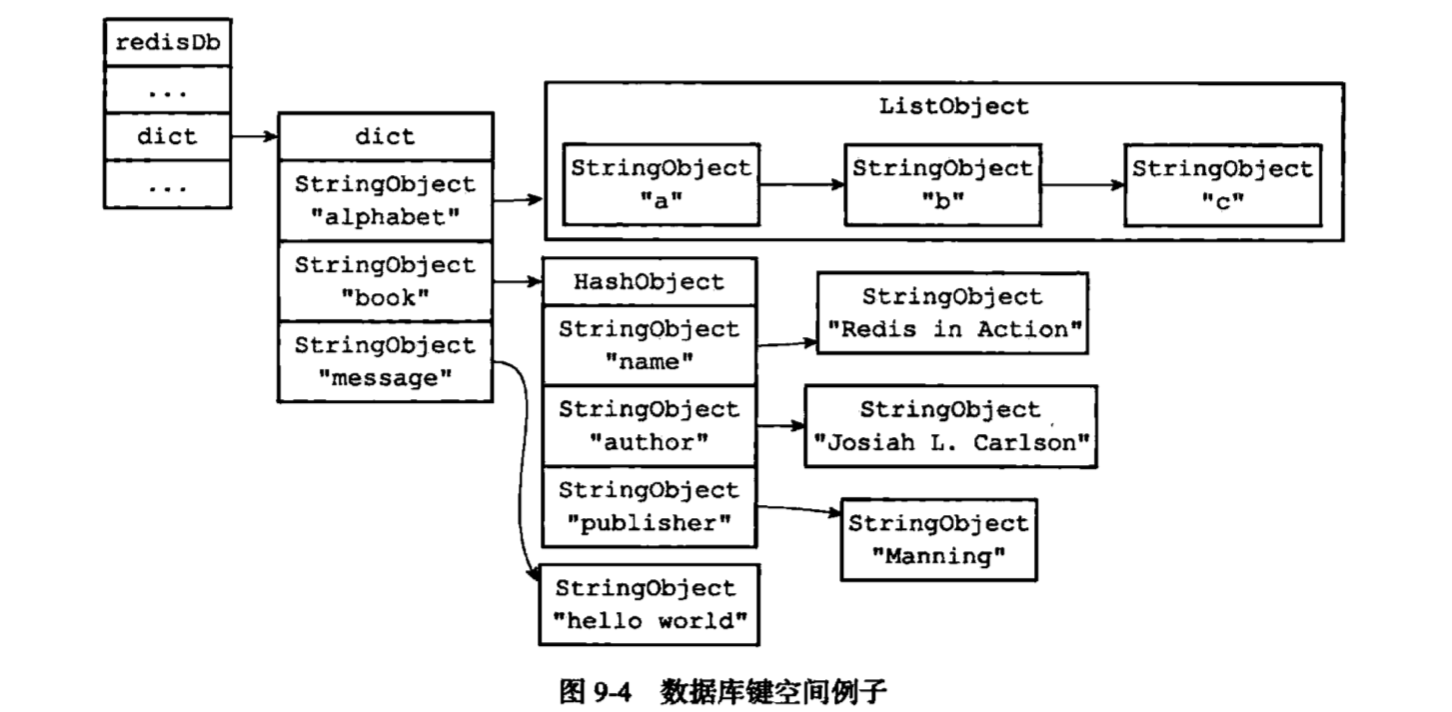 redisDb
...
dict
...
dict
StringObject
"alphabet"
StringObject
"book"
StringObject
"message"
ListObject
StringObject
"a"
StringObject
"b"
StringObject
"c"
HashObject
StringObject
"name"
StringObject
"author"
StringObject
"publisher"
StringObject
"Redis in Action"
StringObject
"Josiah L. Carlson"
StringObject
"Manning"
StringObject
"hello world"
图 9-4 数据库键空间例子